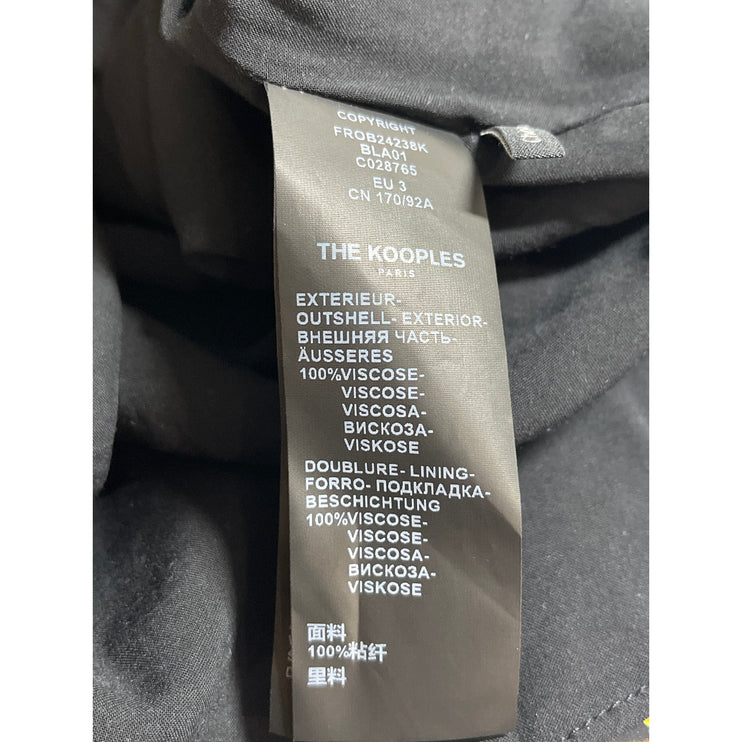 COPYRIGHT
FROB24238K
BLA01
C028765
EU 3
CN 170/92A
THE KOOPLES
PARIS
EXTERIEUR-
OUTSHELL- EXTERIOR-
ВНЕШНЯЯ ЧАСТЬ-
ÄUSSERES
100%VISCOSE-
VISCOSE-
VISCOSA-
ВИСКОЗА-
VISKOSE
DOUBLURE- LINING-
FORRO- ПОДКЛАДКА-
BESCHICHTUNG
100%VISCOSE-
VISCOSE-
VISCOSA-
ВИСКОЗА-
VISKOSE
面料
100%粘纤
里料